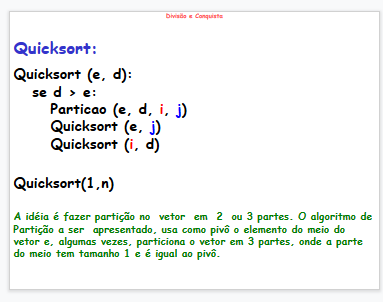 Divisão e Conquista
Quicksort:
Quicksort (e, d):
se d > e:
Particao (e, d, i, j)
Quicksort (e, j)
Quicksort (i, d)
Quicksort(1,n)
A idéia é fazer partição no vetor em 2 ou 3 partes. O algoritmo de
Partição a ser apresentado, usa como pivô o elemento do meio do
vetor e, algumas vezes, particiona o vetor em 3 partes, onde a parte
do meio tem tamanho 1 e é igual ao pivô.